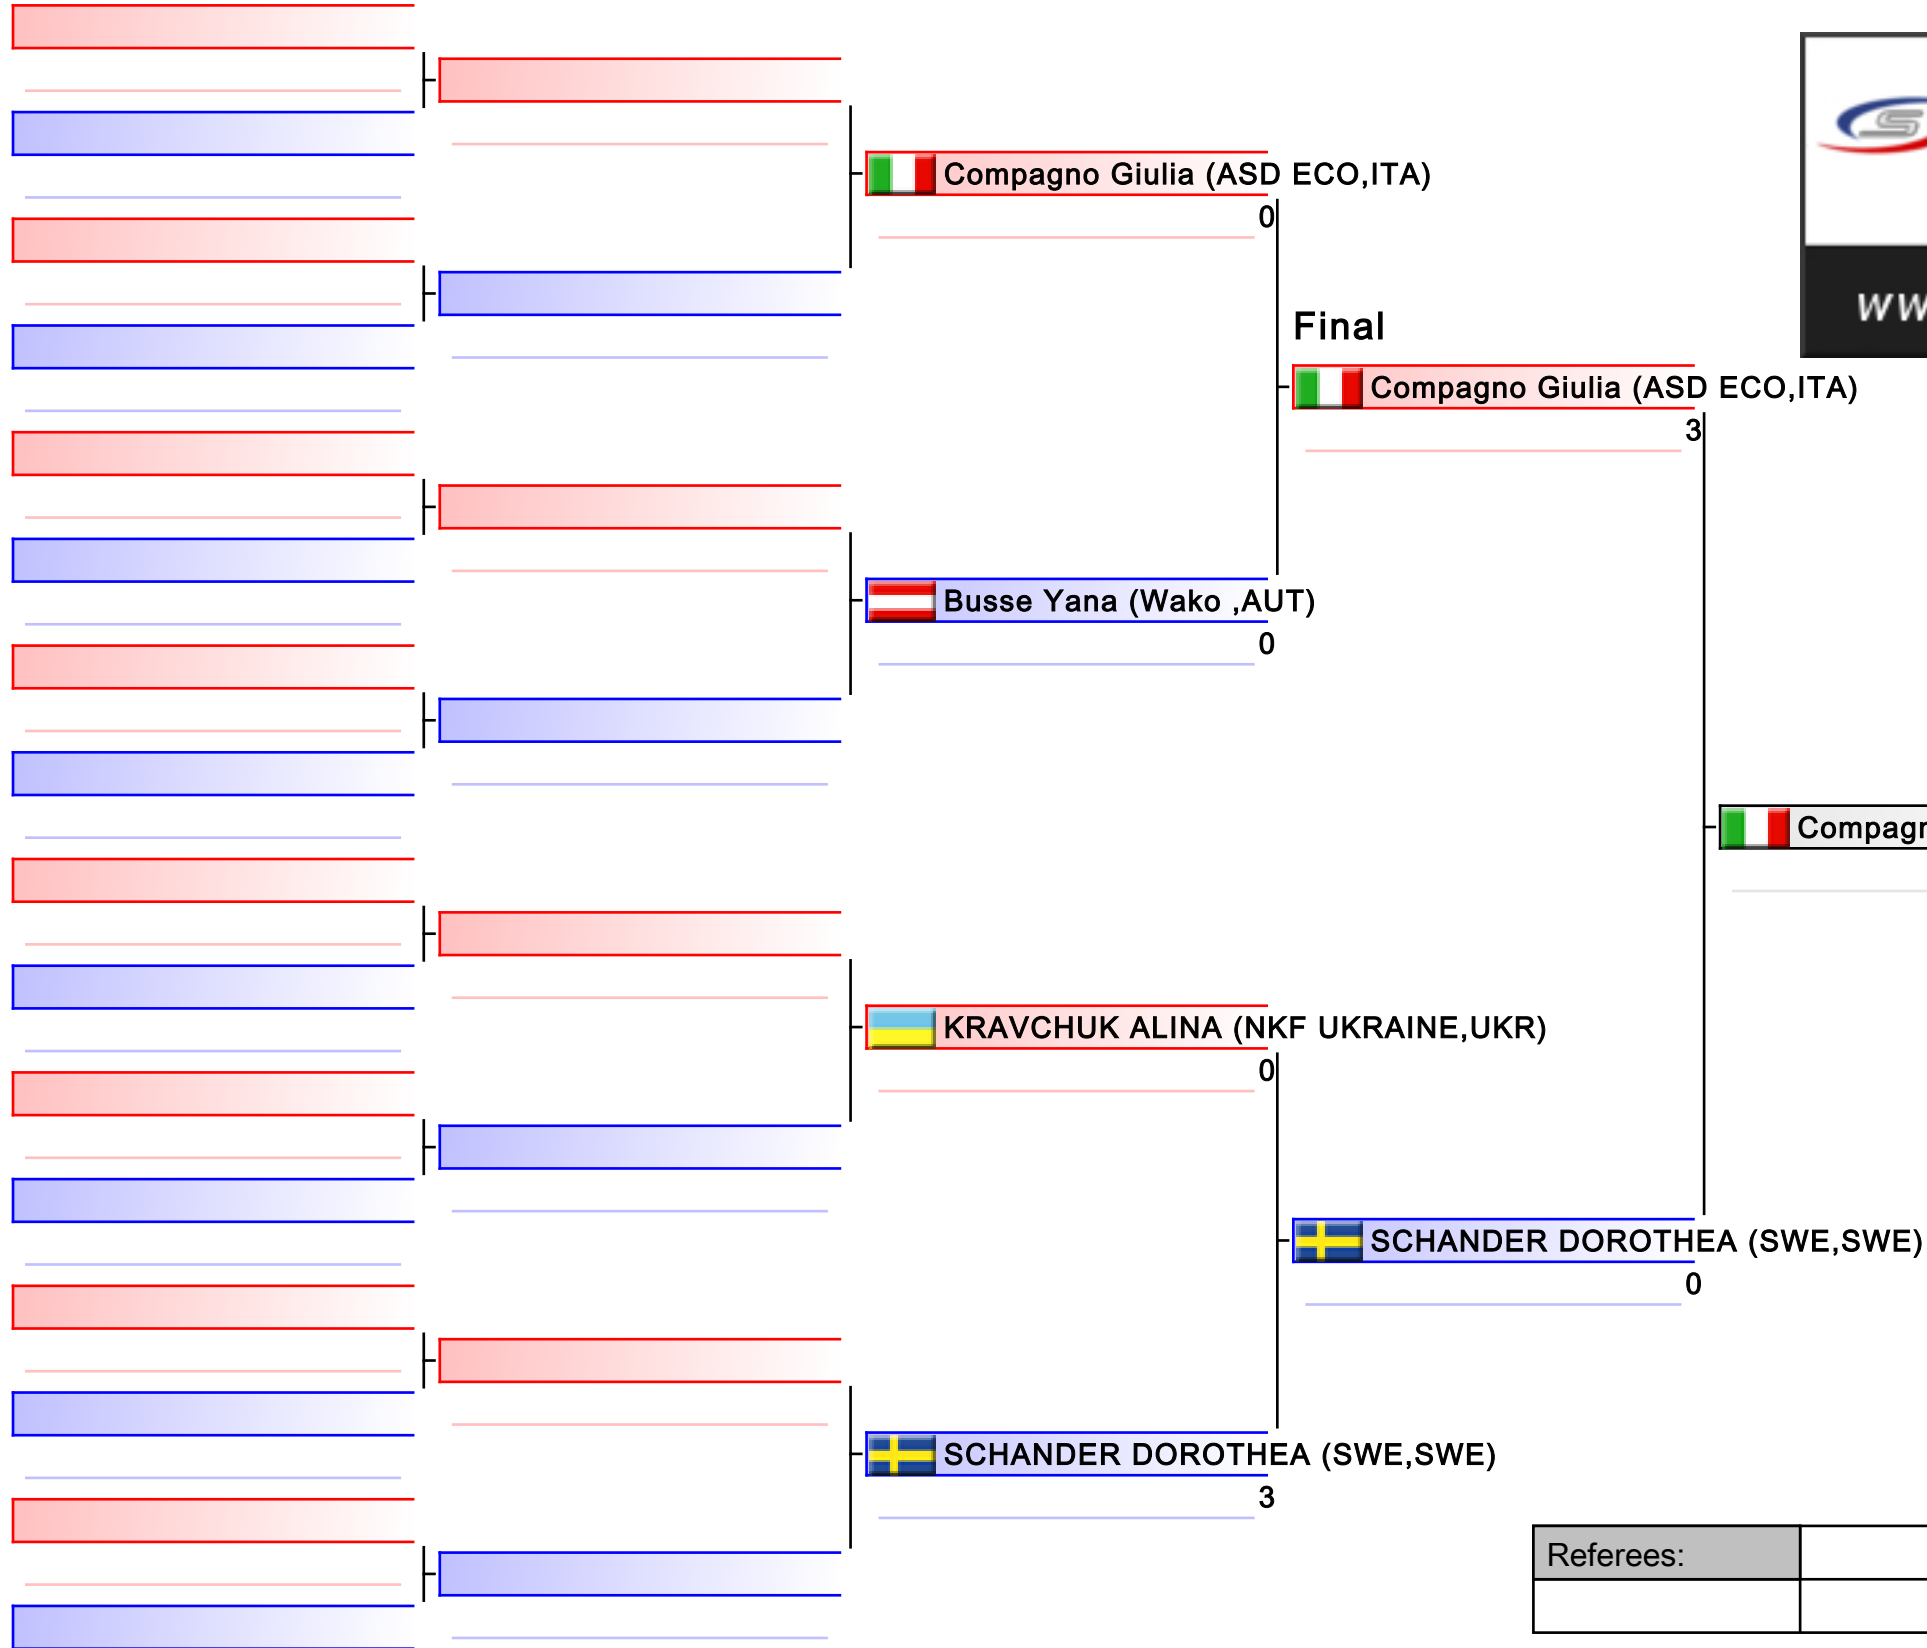 Compagno Giulia (ASD ECO,ITA)
0
Final
Compagno Giulia (ASD ECO,ITA)
3
Busse Yana (Wako ,AUT)
0
Compagn
KRAVCHUK ALINA (NKF UKRAINE,UKR)
0
SCHANDER DOROTHEA (SWE,SWE)
0
SCHANDER DOROTHEA (SWE,SWE)
3
Referees: